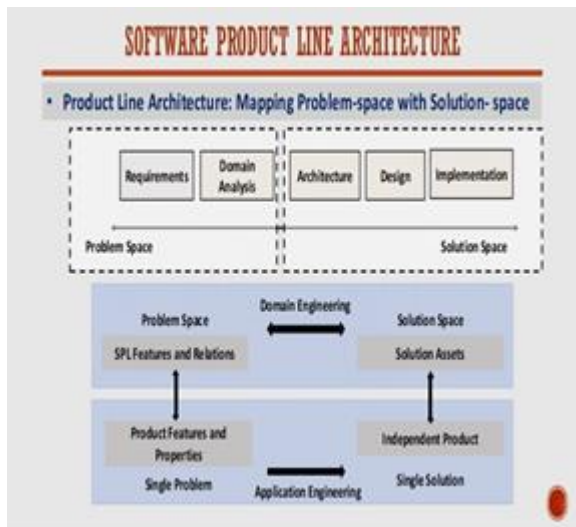 SOFTWARE PRODUCT LINE ARCHITECTURE
• Product Line Architecture: Mapping Problem-space with Solution- space
Requirements
Domain
Analysis
Architecture
Design
Implementation
Problem Space
Solution Space
Domain Engineering
Problem Space
Solution Space
SPL Features and Relations
Solution Assets
Product Features and
Properties
Independent Product
Single Problem
Application Engineering
Single Solution